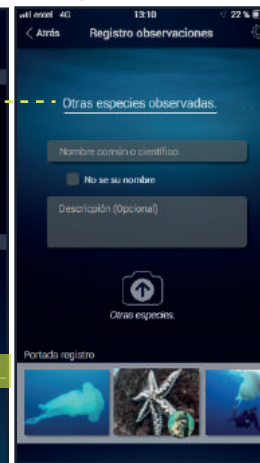 entel 4G 13:10 22 %
Atrás Registro observaciones
Otras especies observadas.
Nombre común o científico
No se su nombre
Descripción (Opcional)
Otras especies.
Portada registro